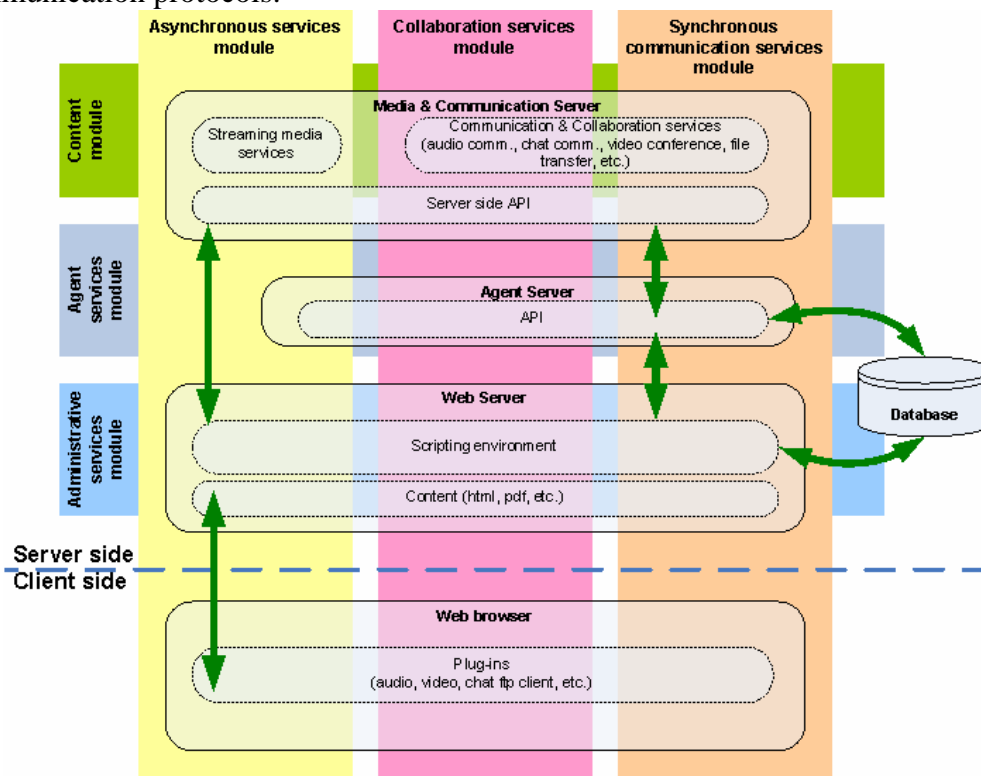 munication protocols.
Asynchronous services
module
Collaboration services
module
Synchronous
communication services
module
Content
module
Media & Communication Server
Streaming media
services
Communication & Collaboration services
(audio comm., chat comm., video conference, file
transfer, etc.)
Server side API
Agent
services
module
Agent Server
API
Database
Administrative
services
module
Web Server
Scripting environment
Content (html, pdf, etc.)
Server side
Client side
Web browser
Plug-ins
(audio, video, chat ftp client, etc.)